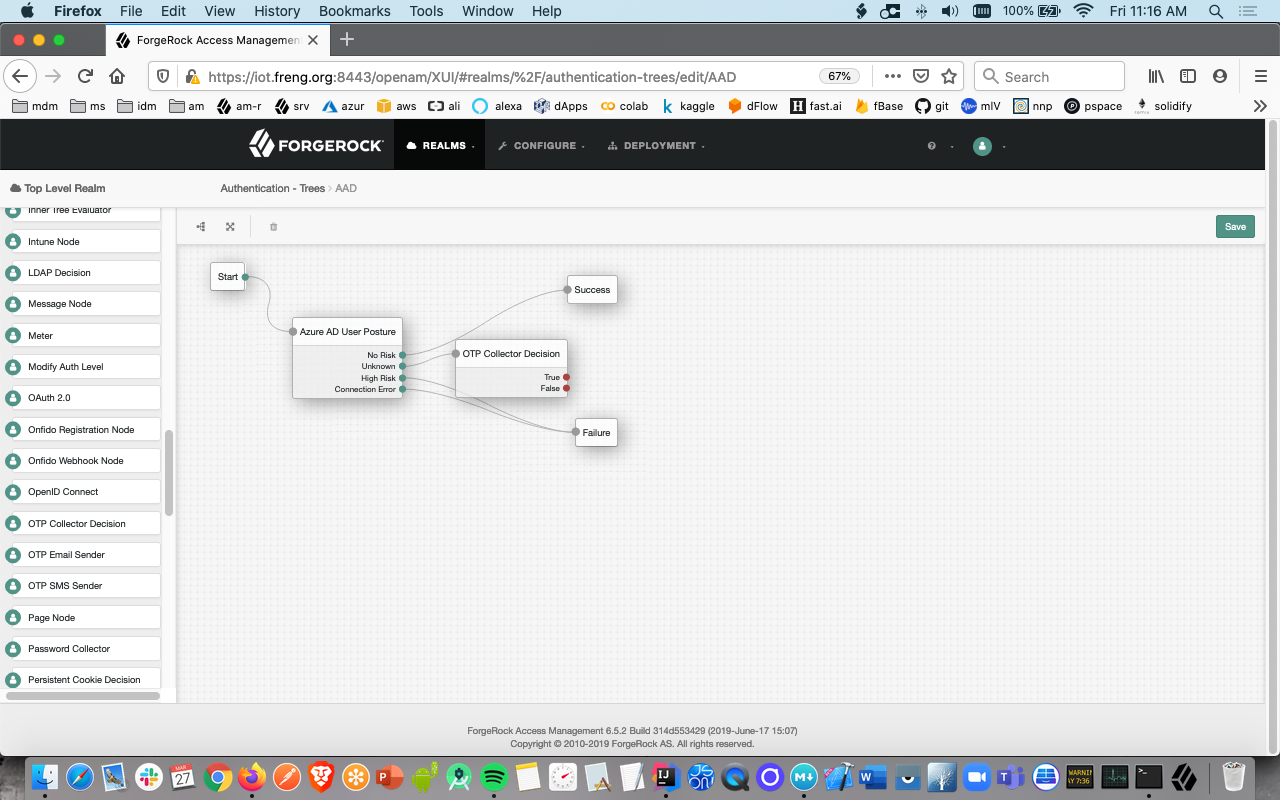 Firefox File Edit View History Bookmarks Tools Window Help 100% Fri 11:16 AM
ForgeRock Access Management
https://iot.freng.org:8443/openam/XUI/#realms/%2F/authentication-trees/edit/AAD 67% Search
mdm ms idm am am-r srv azur aws ali alexa dApps colab kaggle dFlow fast.ai fBase git mlV nnp pspace solidify
FORGEROCK REALMS CONFIGURE DEPLOYMENT
Top Level Realm Authentication - Trees > AAD
Inner Tree Evaluator
Save
Intune Node
LDAP Decision
Message Node
Meter
Modify Auth Level
OAuth 2.0
Onfido Registration Node
Onfido Webhook Node
OpenID Connect
OTP Collector Decision
OTP Email Sender
OTP SMS Sender
Page Node
Password Collector
Persistent Cookie Decision
Start
Success
Azure AD User Posture
No Risk
Unknown
High Risk
Connection Error
OTP Collector Decision
True
False
Failure
ForgeRock Access Management 6.5.2 Build 314d553429 (2019-June-17 15:07)
Copyright © 2010-2019 ForgeRock AS. All rights reserved.
MAR
27